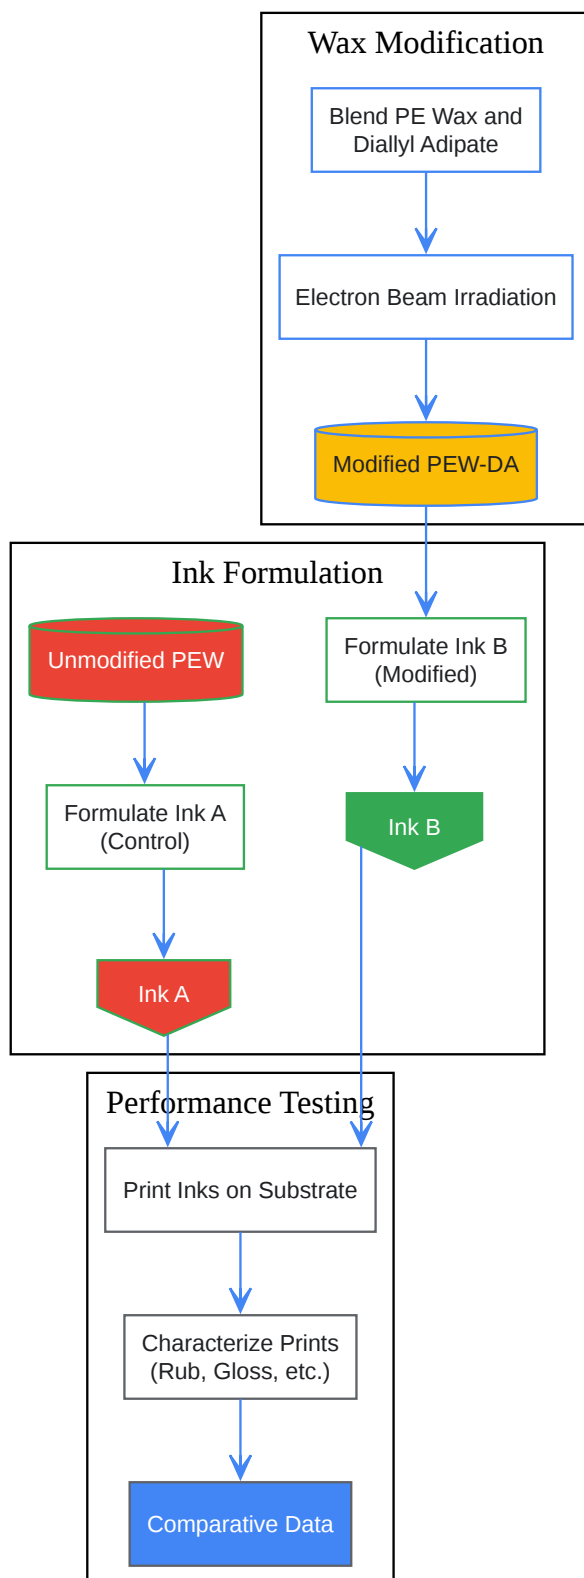 Wax Modification
Blend PE Wax and
Diallyl Adipate
Electron Beam Irradiation
Modified PEW-DA
Ink Formulation
Unmodified PEW
Formulate Ink B
(Modified)
Formulate Ink A
(Control)
Ink B
Ink A
Performance Testing
Print Inks on Substrate
Characterize Prints
(Rub, Gloss, etc.)
Comparative Data